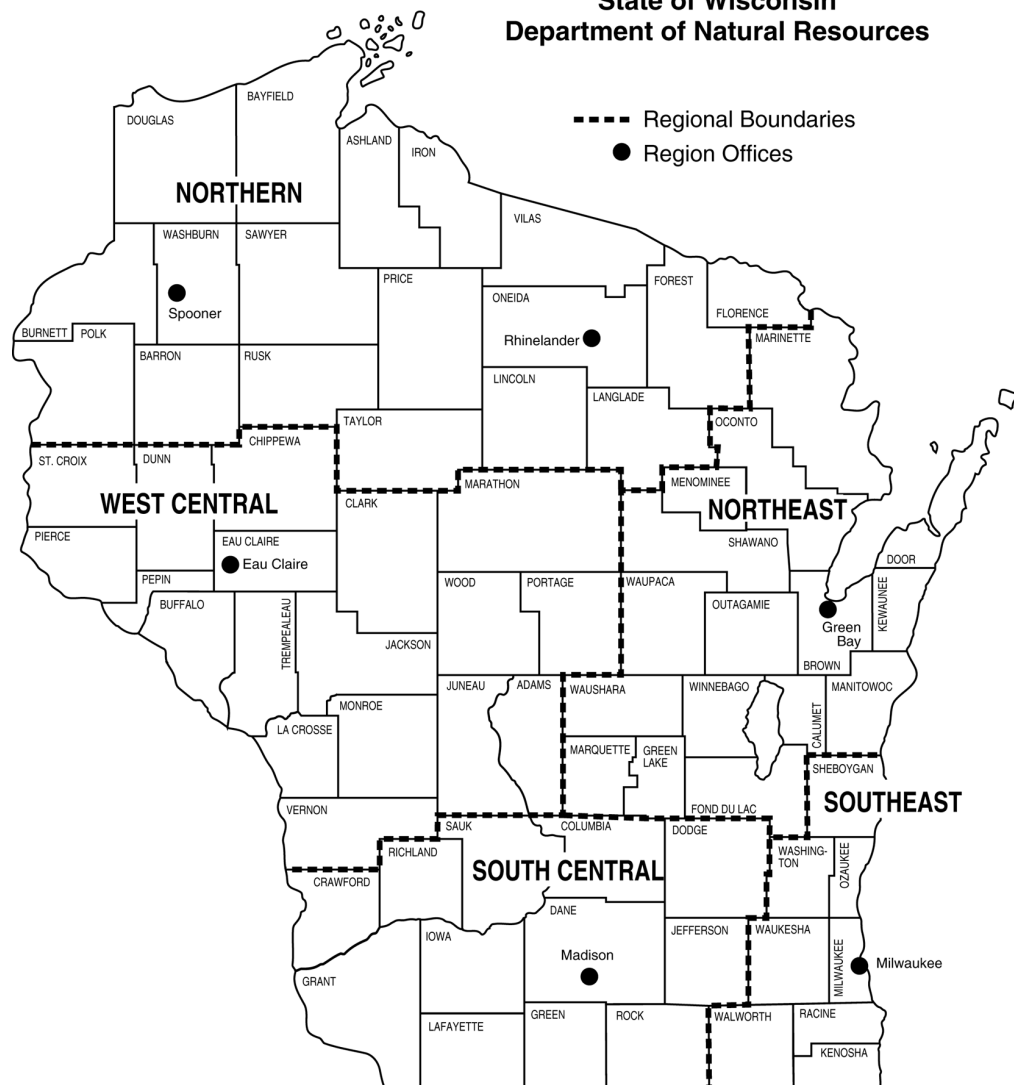 State of Wisconsin
Department of Natural Resources
Regional Boundaries
Region Offices
BAYFIELD
DOUGLAS
ASHLAND
IRON
NORTHERN
VILAS
WASHBURN
SAWYER
PRICE
FOREST
ONEIDA
Spooner
FLORENCE
BURNETT
POLK
Rhinelander
MARINETTE
BARRON
RUSK
LINCOLN
LANGLADE
TAYLOR
OCONTO
CHIPPEWA
ST. CROIX
DUNN
MENOMINEE
MARATHON
WEST CENTRAL
CLARK
NORTHEAST
PIERCE
EAU CLAIRE
SHAWANO
Eau Claire
DOOR
PEPIN
WOOD
PORTAGE
WAUPACA
BUFFALO
OUTAGAMIE
KEWAUNEE
TREMPEALEAU
Green
Bay
JACKSON
BROWN
JUNEAU
ADAMS
WAUSHARA
WINNEBAGO
MANITOWOC
MONROE
CALUMET
LA CROSSE
MARQUETTE
GREEN
LAKE
SHEBOYGAN
VERNON
FOND DU LAC
SOUTHEAST
SAUK
COLUMBIA
DODGE
RICHLAND
WASHING-
TON
OZAUKEE
SOUTH CENTRAL
CRAWFORD
DANE
IOWA
JEFFERSON
WAUKESHA
MILWAUKEE
Madison
Milwaukee
GRANT
LAFAYETTE
GREEN
ROCK
WALWORTH
RACINE
KENOSHA